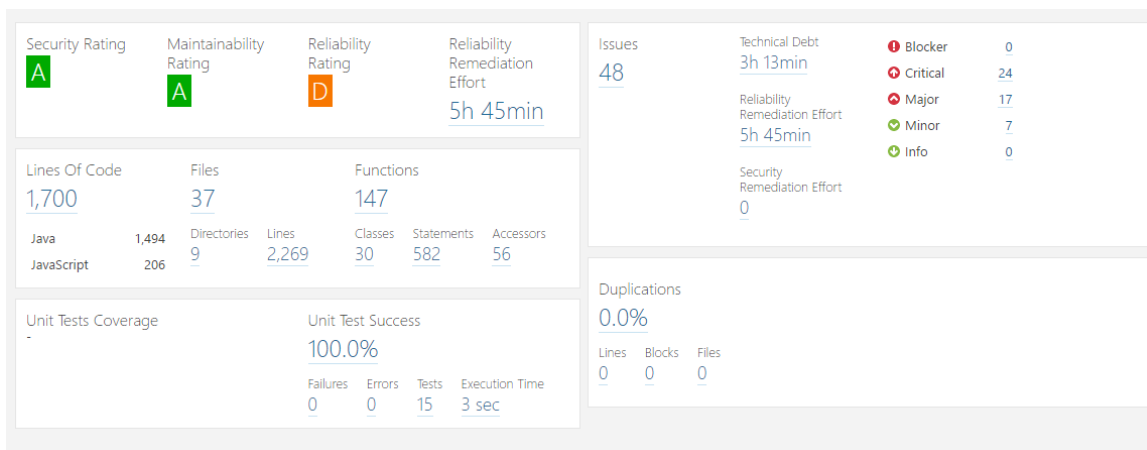 Security Rating
A
Maintainability
Rating
A
Reliability
Rating
D
Reliability
Remediation
Effort
5h 45min
Lines Of Code
1,700
Java 1,494
JavaScript 206
Files
37
Directories
9
Lines
2,269
Functions
147
Classes
30
Statements
582
Accessors
56
Unit Tests Coverage
-
Unit Test Success
100.0%
Failures
0
Errors
0
Tests
15
Execution Time
3 sec
Issues
48
Technical Debt
3h 13min
Reliability
Remediation Effort
5h 45min
Security
Remediation Effort
0
Blocker 0
Critical 24
Major 17
Minor 7
Info 0
Duplications
0.0%
Lines
0
Blocks
0
Files
0